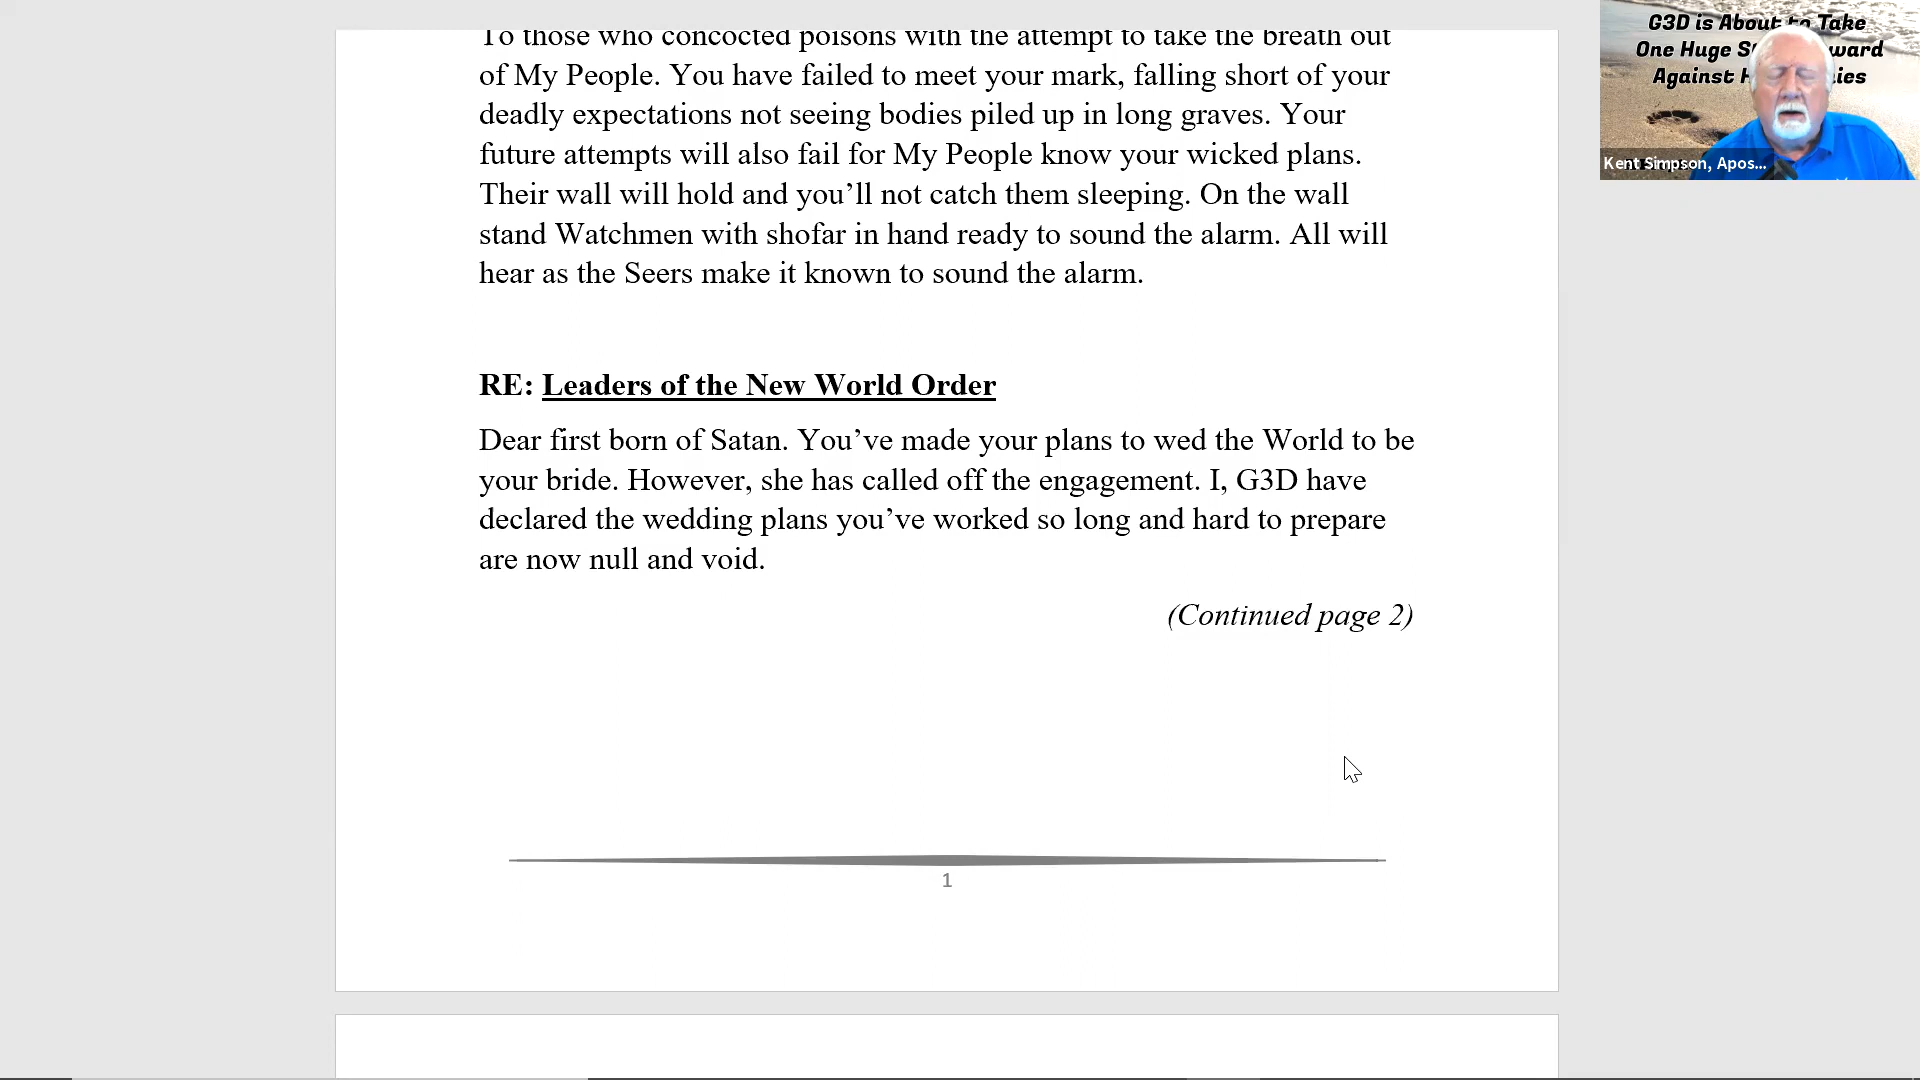 To those who concocted poisons with the attempt to take the breath out
of My People. You have failed to meet your mark, falling short of your
deadly expectations not seeing bodies piled up in long graves. Your
future attempts will also fail for My People know your wicked plans.
Their wall will hold and you’ll not catch them sleeping. On the wall
stand Watchmen with shofar in hand ready to sound the alarm. All will
hear as the Seers make it known to sound the alarm.
RE: Leaders of the New World Order
Dear first born of Satan. You’ve made your plans to wed the World to be
your bride. However, she has called off the engagement. I, G3D have
declared the wedding plans you’ve worked so long and hard to prepare
are now null and void.
(Continued page 2)
1
G3D is About to Take
One Huge
Against
Kent Simpson, Apos...